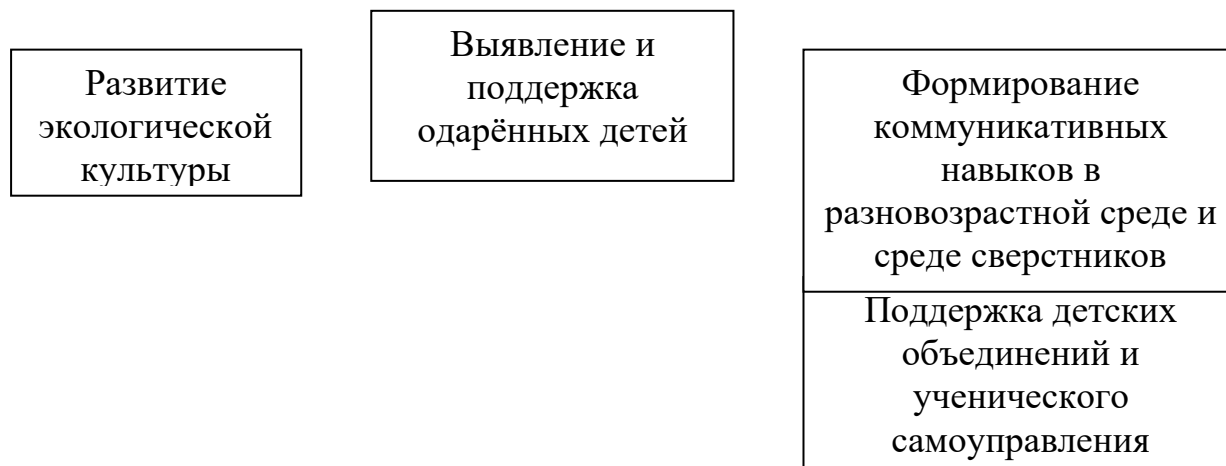 Развитие
экологической
культуры
Выявление и
поддержка
одарённых детей
Формирование
коммуникативных
навыков в
разновозрастной среде и
среде сверстников
Поддержка детских
объединений и
ученического
самоуправления